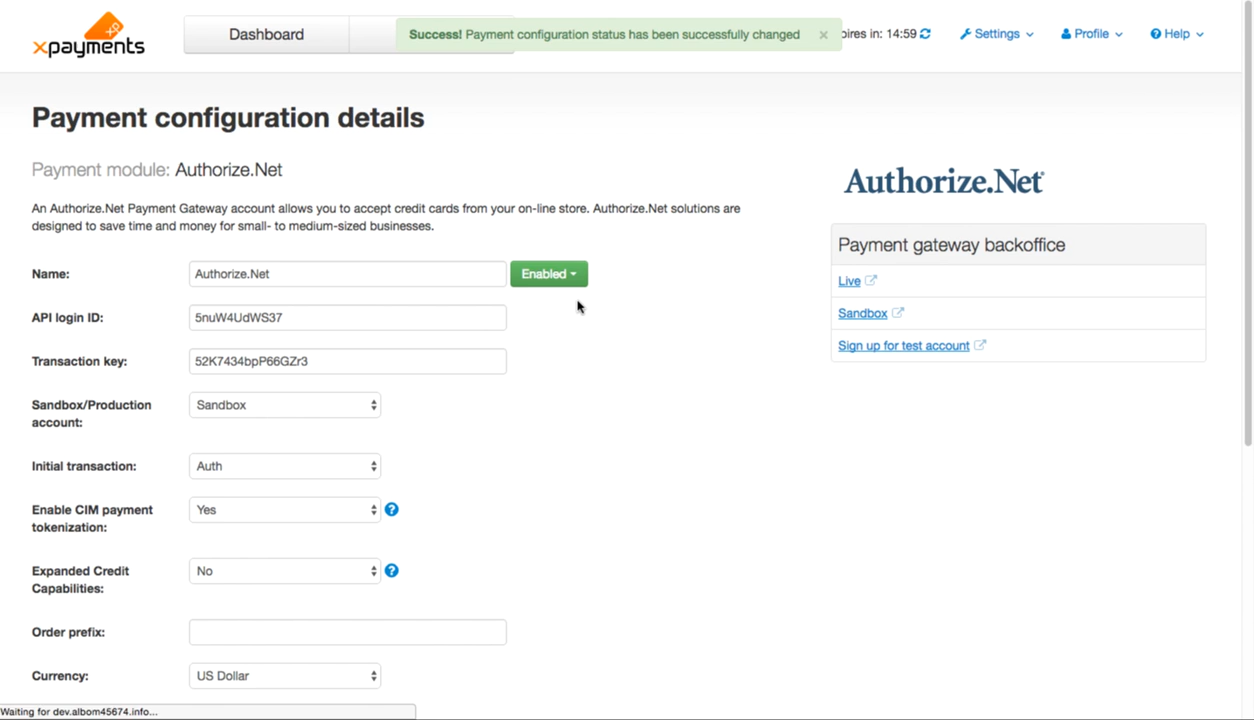 xp
xpayments
Dashboard
Success! Payment configuration status has been successfully changed ×
pires in: 14:59
Settings
Profile
Help
Payment configuration details
Payment module: Authorize.Net
An Authorize.Net Payment Gateway account allows you to accept credit cards from your on-line store. Authorize.Net solutions are
designed to save time and money for small- to medium-sized businesses.
Name: Authorize.Net Enabled
API login ID: 5nuW4UdWS37
Transaction key: 52K7434bpP66GZr3
Sandbox/Production
account:
Sandbox
Initial transaction: Auth
Enable CIM payment
tokenization:
Yes ?
Expanded Credit
Capabilities:
No ?
Order prefix:
Currency: US Dollar
Authorize.Net
Payment gateway backoffice
Live
Sandbox
Sign up for test account
Waiting for dev.albom45674.info...